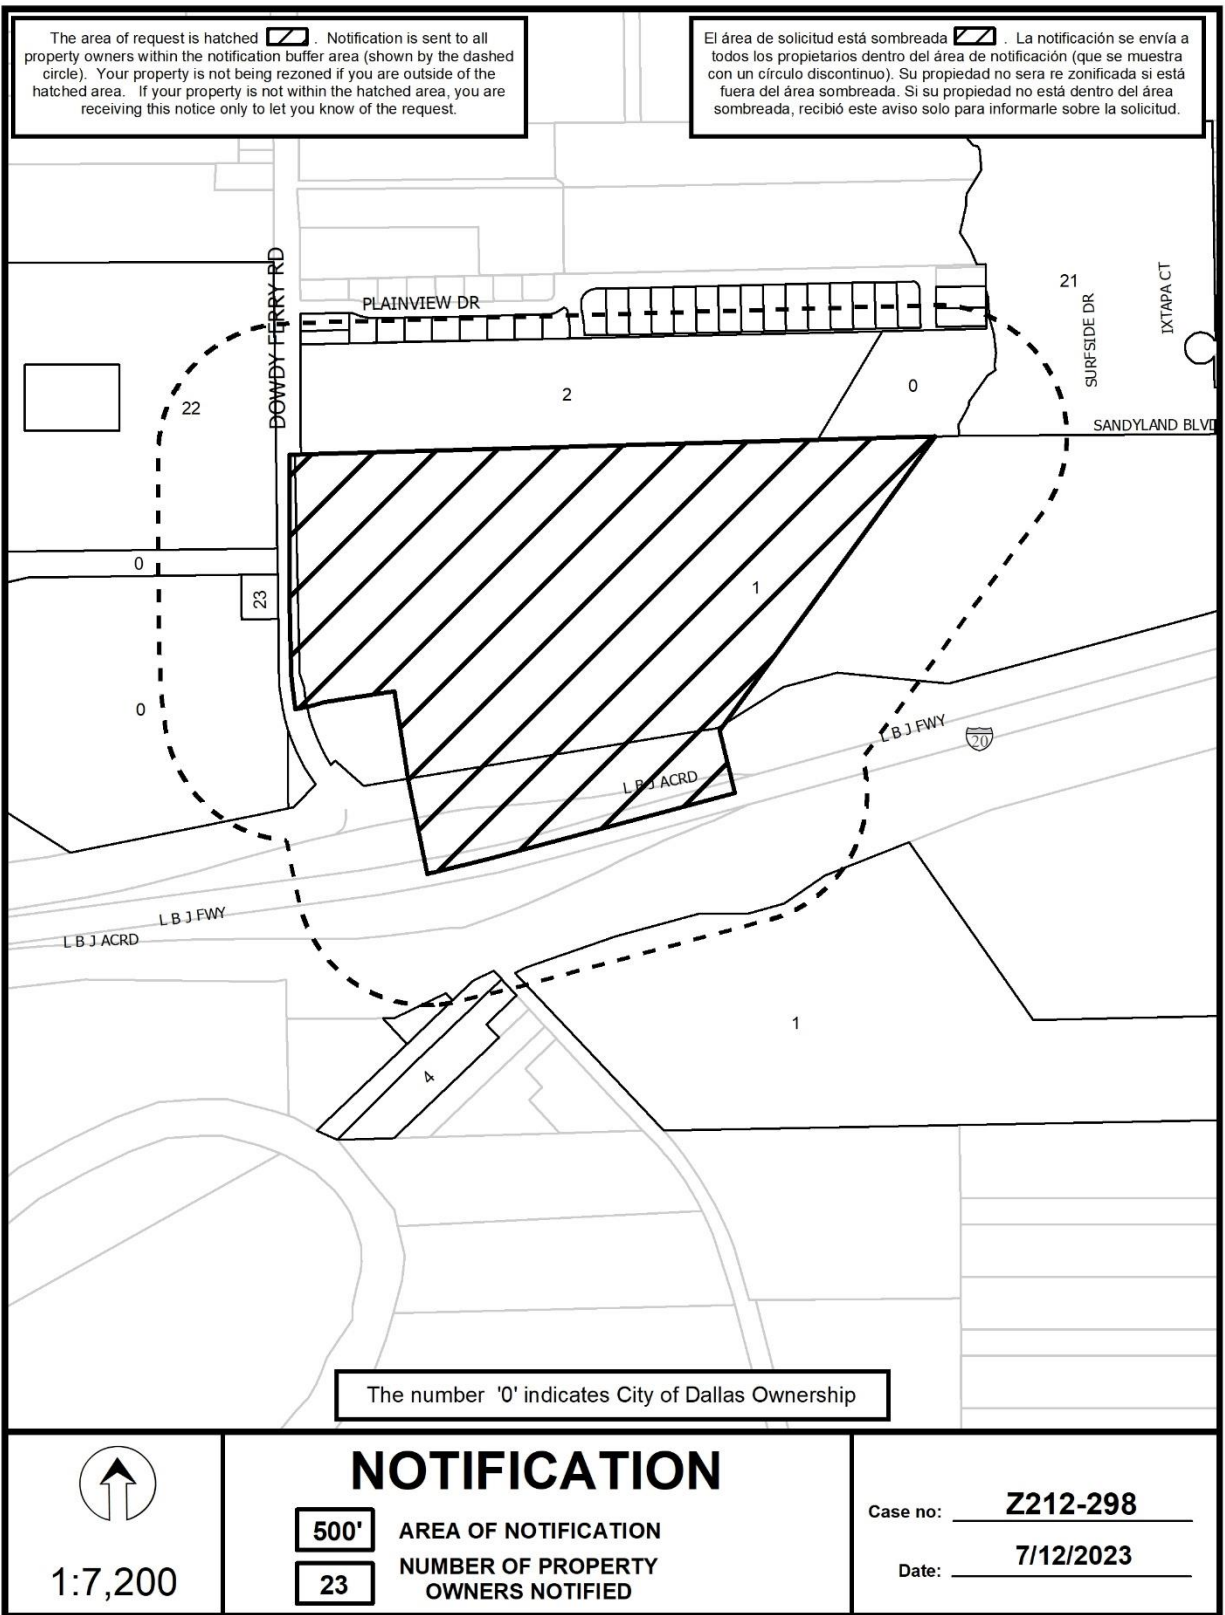 The area of request is hatched . Notification is sent to all
property owners within the notification buffer area (shown by the dashed
circle). Your property is not being rezoned if you are outside of the
hatched area. If your property is not within the hatched area, you are
receiving this notice only to let you know of the request.
El área de solicitud está sombreada . La notificación se envía a
todos los propietarios dentro del área de notificación (que se muestra
con un círculo discontinuo). Su propiedad no sera re zonificada si está
fuera del área sombreada. Si su propiedad no está dentro del área
sombreada, recibió este aviso solo para informarle sobre la solicitud.
DOWDY FERRY RD
PLAINVIEW DR
21
SURFSIDE DR
IXTAPA CT
22
2
0
SANDYLAND BLVD
0
23
1
0
L B J FWY
20
L B J ACRD
L B J FWY
L B J ACRD
1
4
The number '0' indicates City of Dallas Ownership
1:7,200
NOTIFICATION
500' AREA OF NOTIFICATION
23 NUMBER OF PROPERTY
OWNERS NOTIFIED
Case no: Z212-298
Date: 7/12/2023